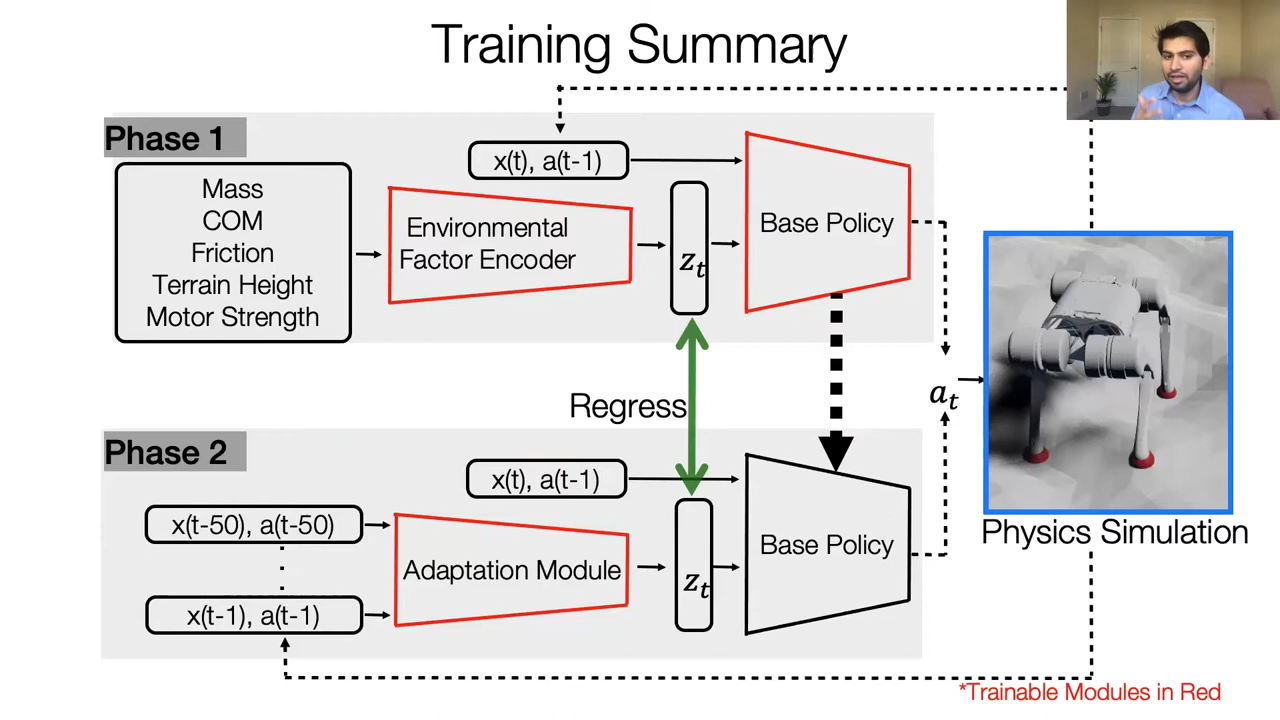 Training Summary
Phase 1
x(t), a(t-1)
Mass
COM
Friction
Terrain Height
Motor Strength
Environmental
Factor Encoder
z_t
Base Policy
Regress
a_t
Phase 2
x(t), a(t-1)
x(t-50), a(t-50)
x(t-1), a(t-1)
Adaptation Module
z_t
Base Policy
Physics Simulation
*Trainable Modules in Red